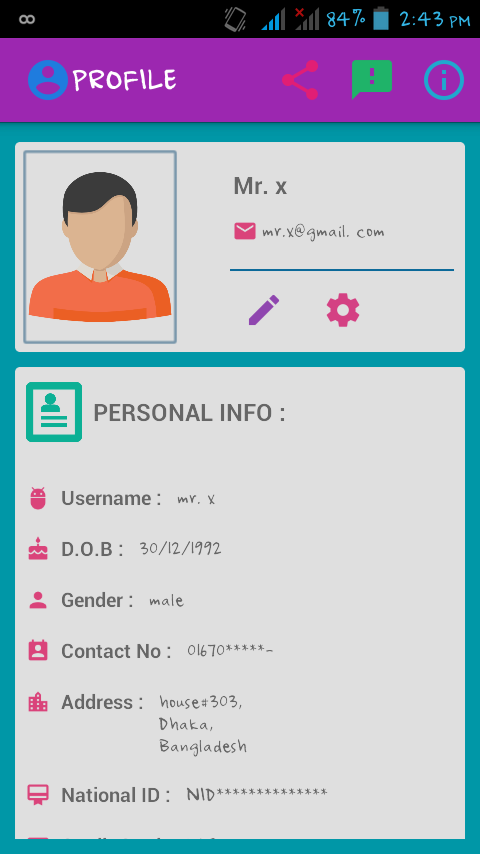 84% 2:43 PM
PROFILE
Mr. x
mr.x@gmail. com
PERSONAL INFO :
Username : mr. x
D.O.B : 30/12/1992
Gender : male
Contact No : 01670*****-
Address : house#303,
Dhaka,
Bangladesh
National ID : NID**************